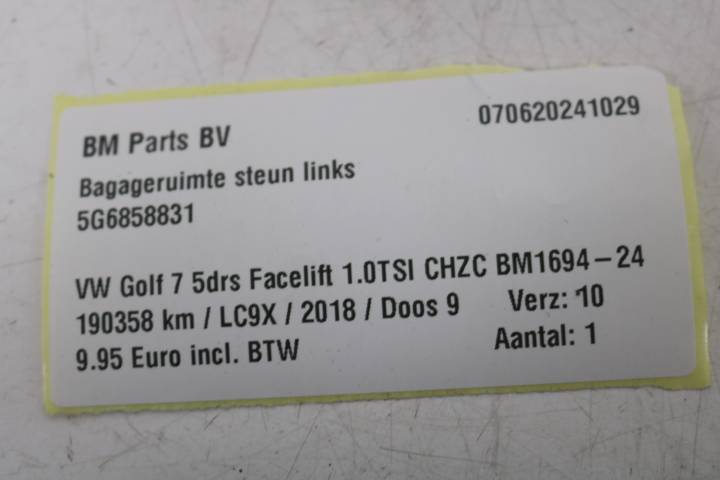 BM Parts BV 070620241029
Bagageruimte steun links
5G6858831
VW Golf 7 5drs Facelift 1.0TSI CHZC BM1694-24
190358 km / LC9X / 2018 / Doos 9 Verz: 10
9.95 Euro incl. BTW Aantal: 1